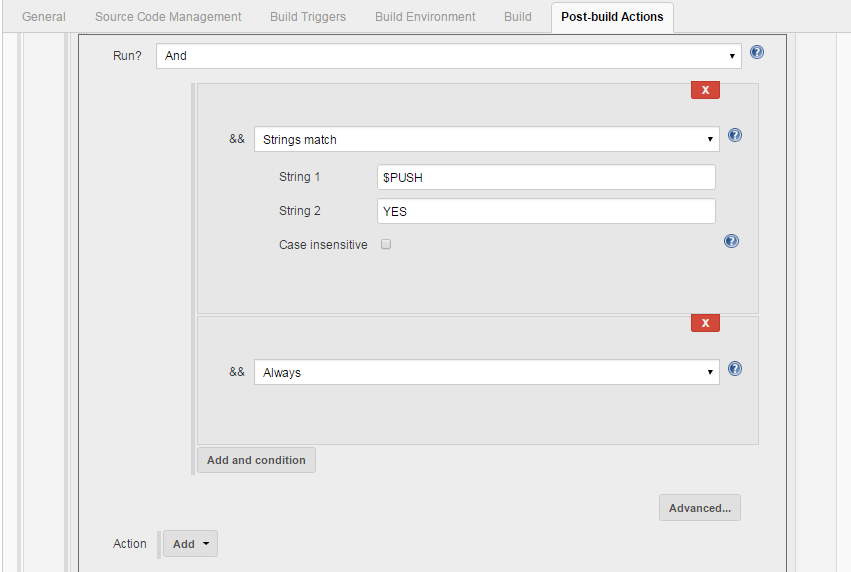 General Source Code Management Build Triggers Build Environment Build Post-build Actions
Run? And
X
&& Strings match
String 1 $PUSH
String 2 YES
Case insensitive
X
&& Always
Add and condition
Advanced...
Action Add